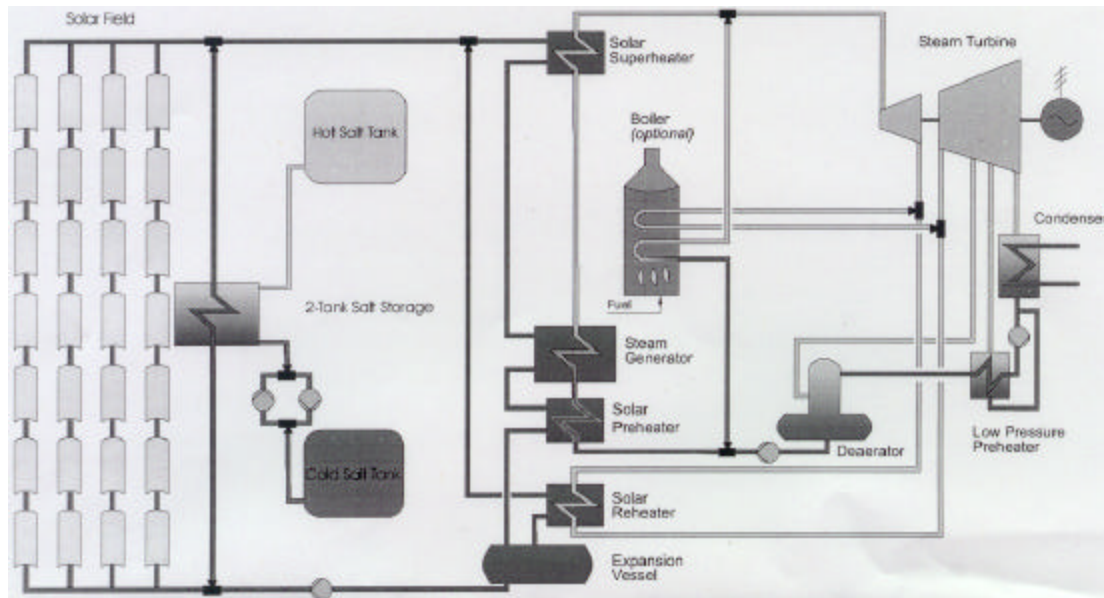 Solar Field
Solar
Superheater
Steam Turbine
Hot Salt Tank
Boiler
(optional)
Condenser
2-Tank Salt Storage
Fuel
Steam
Generator
Solar
Preheater
Deaerator
Low Pressure
Preheater
Cold Salt Tank
Solar
Reheater
Expansion
Vessel